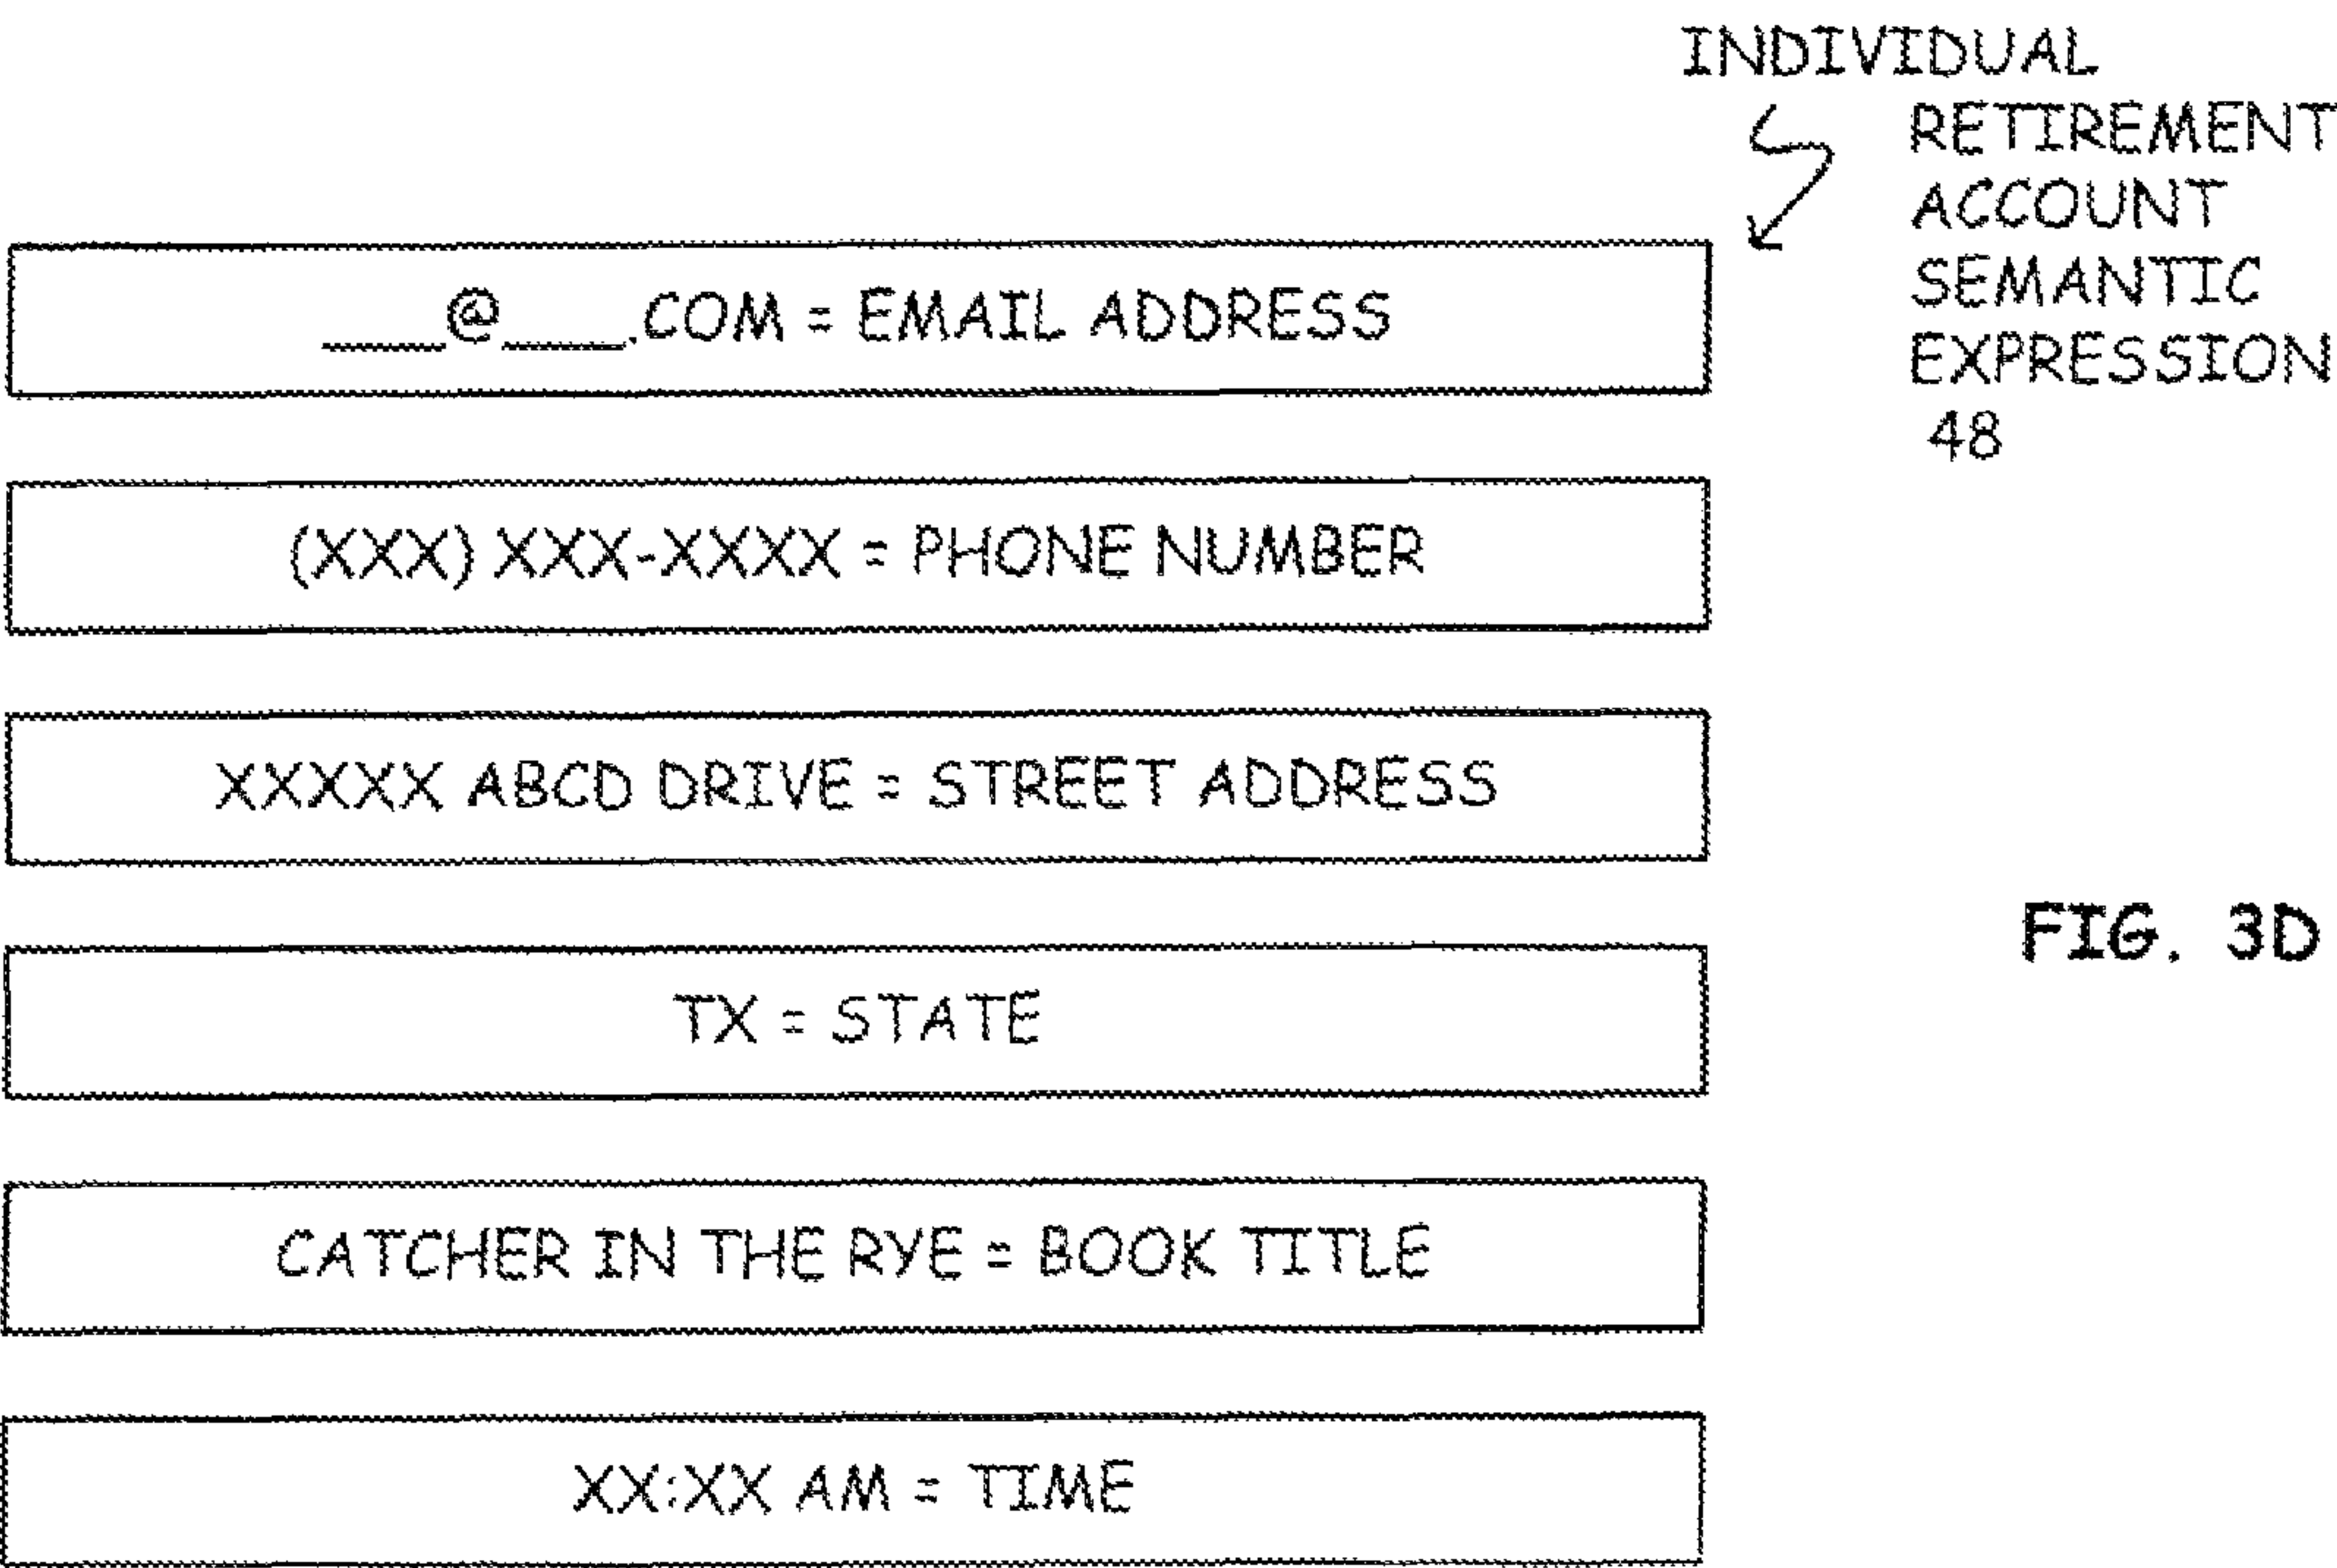 INDIVIDUAL
RETIREMENT
ACCOUNT
SEMANTIC
EXPRESSION
48
____@____.COM = EMAIL ADDRESS
(XXX) XXX-XXXX = PHONE NUMBER
XXXXX ABCD DRIVE = STREET ADDRESS
FIG. 3D
TX = STATE
CATCHER IN THE RYE = BOOK TITLE
XX:XX AM = TIME